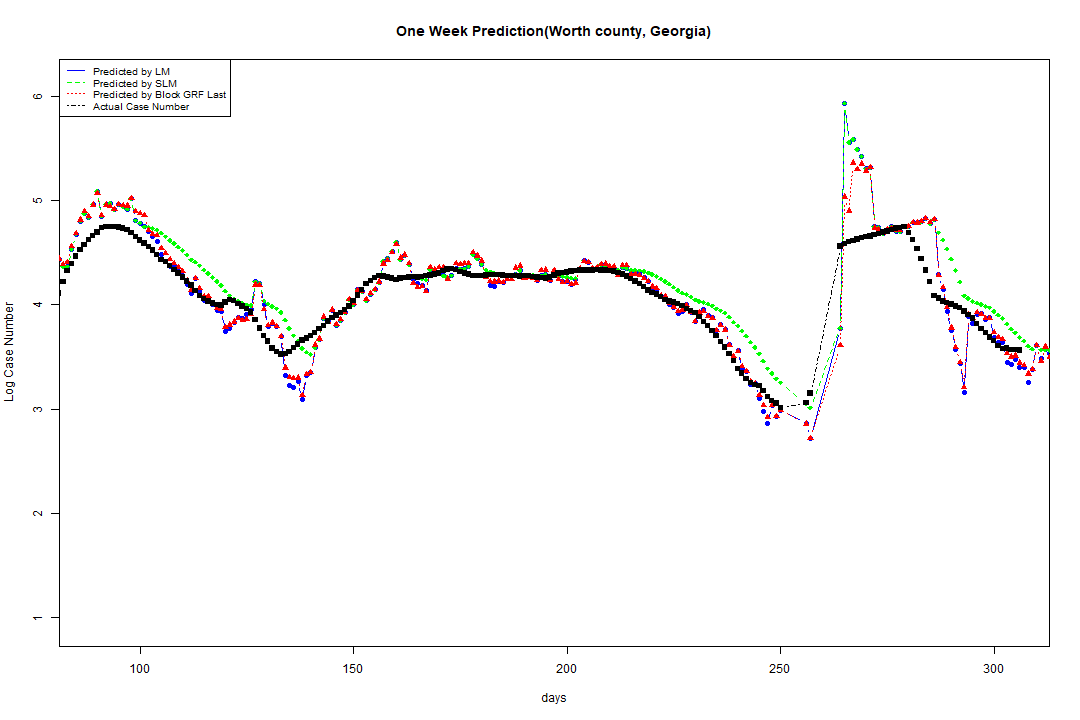 One Week Prediction(Worth county, Georgia)
Predicted by LM
Predicted by SLM
Predicted by Block GRF Last
Actual Case Number
6
5
4
3
2
1
Log Case Number
100 150 200 250 300
days